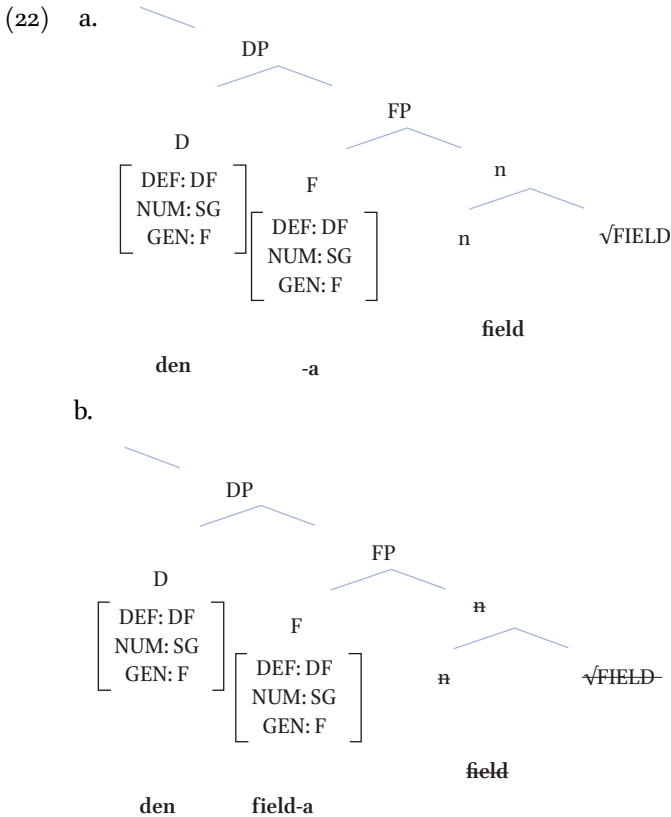 (22) a.
DP
FP
D
n
DEF: DF
NUM: SG
GEN: F
F
DEF: DF
NUM: SG
GEN: F
n √FIELD
field
den -a
b.
DP
FP
D
n
DEF: DF
NUM: SG
GEN: F
F
DEF: DF
NUM: SG
GEN: F
n √FIELD
field
den field-a